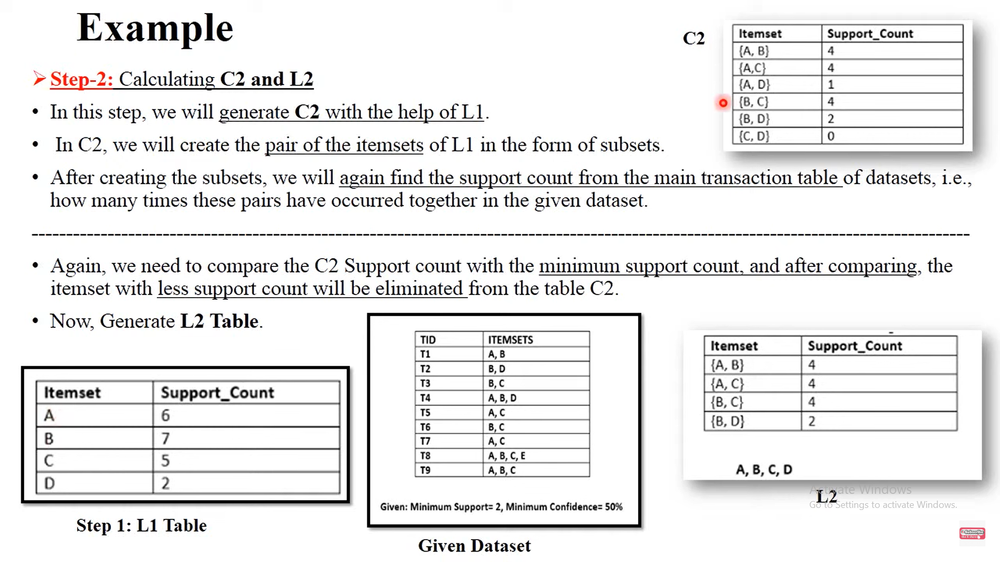 Example
C2
Itemset Support_Count
{A, B} 4
{A,C} 4
{A, D} 1
{B, C} 4
{B, D} 2
{C, D} 0
➢ Step-2: Calculating C2 and L2
• In this step, we will generate C2 with the help of L1.
• In C2, we will create the pair of the itemsets of L1 in the form of subsets.
• After creating the subsets, we will again find the support count from the main transaction table of datasets, i.e.,
how many times these pairs have occurred together in the given dataset.
• Again, we need to compare the C2 Support count with the minimum support count, and after comparing, the
itemset with less support count will be eliminated from the table C2.
• Now, Generate L2 Table.
Itemset Support_Count
A 6
B 7
C 5
D 2
Step 1: L1 Table
TID ITEMSETS
T1 A, B
T2 B, D
T3 B, C
T4 A, B, D
T5 A, C
T6 B, C
T7 A, C
T8 A, B, C, E
T9 A, B, C
Given: Minimum Support= 2, Minimum Confidence= 50%
Given Dataset
Itemset Support_Count
{A, B} 4
{A, C} 4
{B, C} 4
{B, D} 2
A, B, C, D
L2
Activate Windows
Go to Settings to activate Windows.
@Subscribe